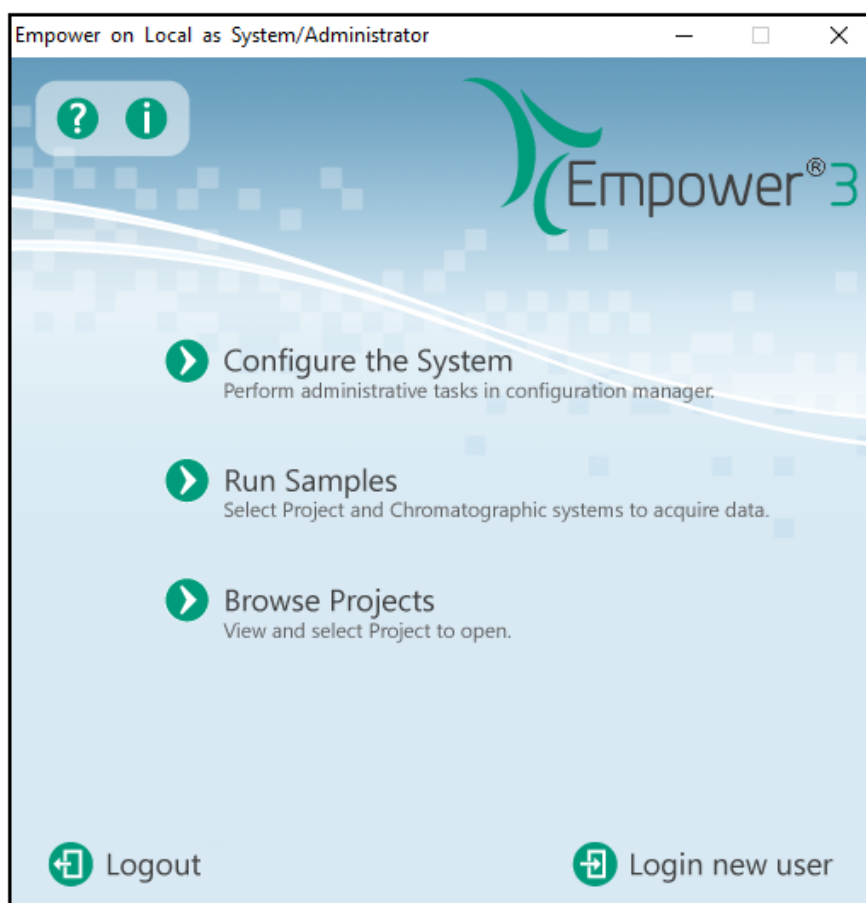 Empower on Local as System/Administrator
? i
Empower®3
Configure the System
Perform administrative tasks in configuration manager.
Run Samples
Select Project and Chromatographic systems to acquire data.
Browse Projects
View and select Project to open.
Logout
Login new user